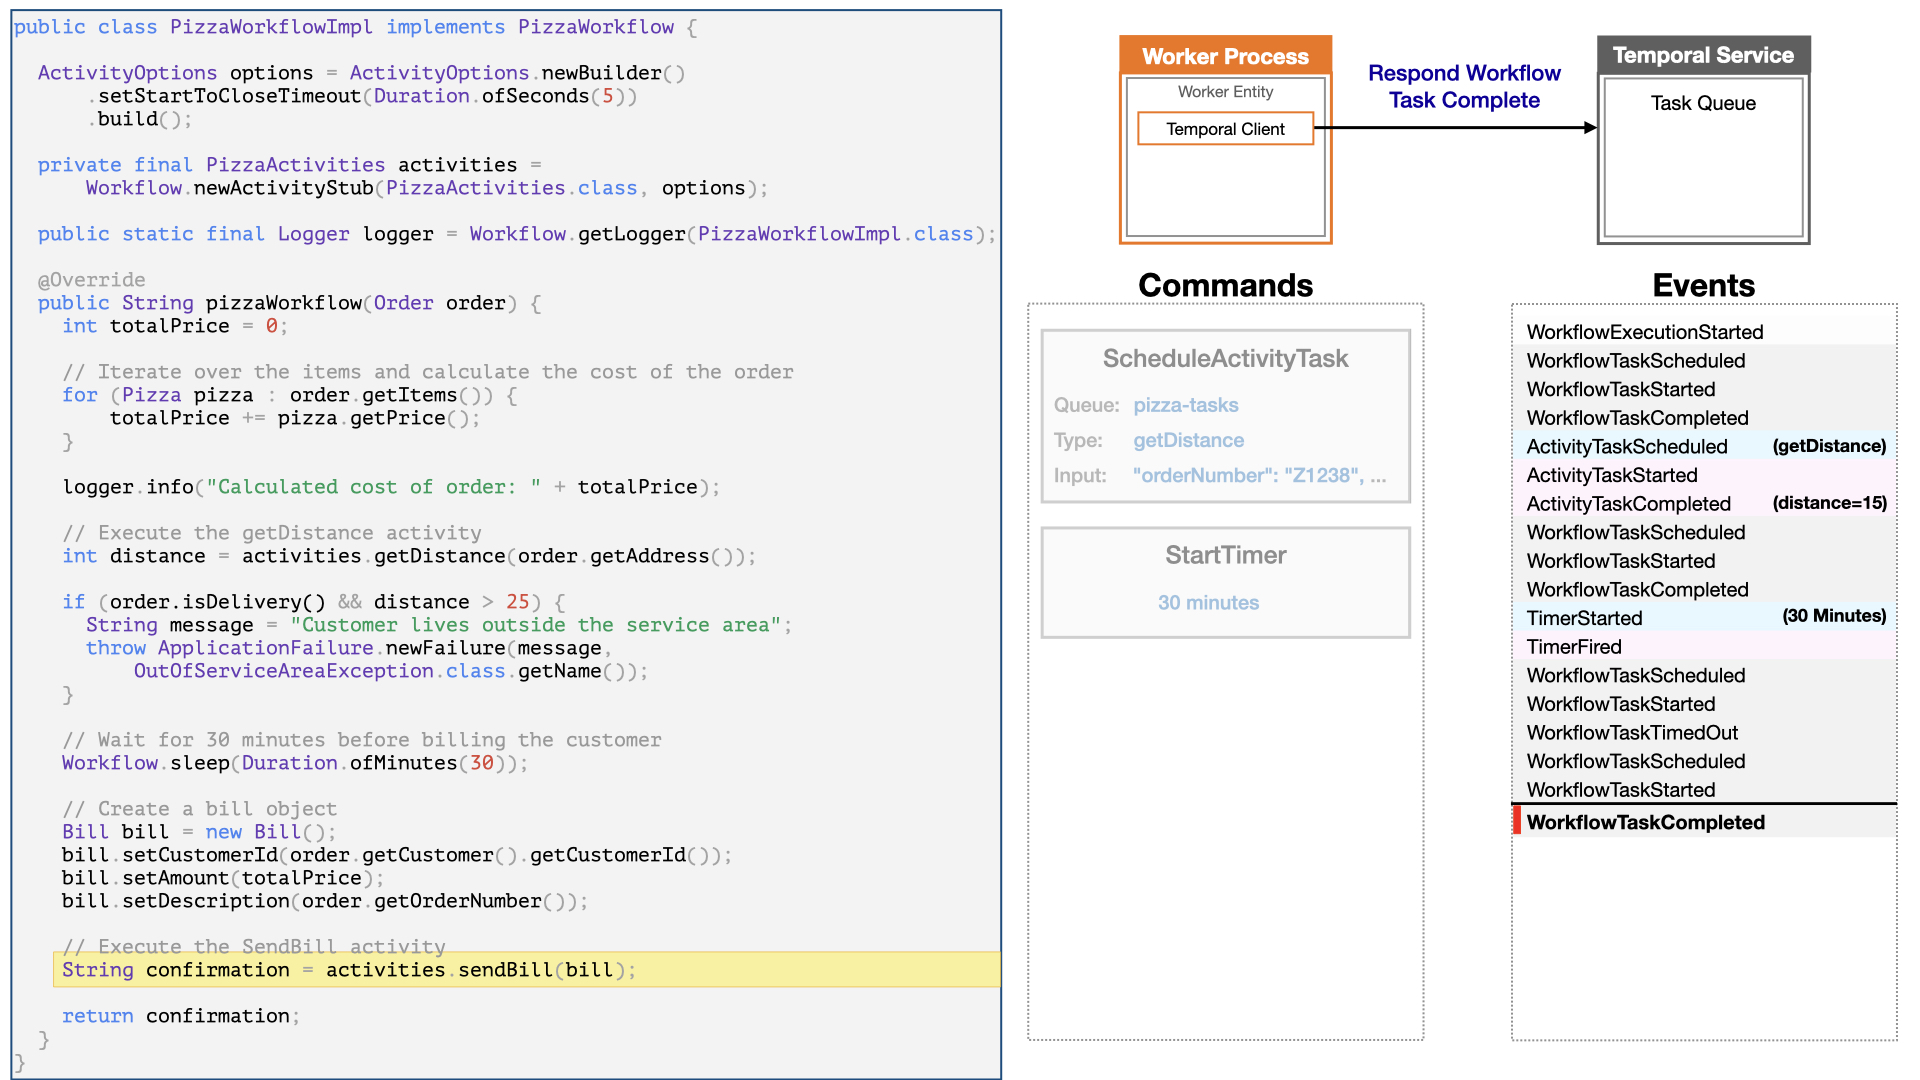 public class PizzaWorkflowImpl implements PizzaWorkflow {
ActivityOptions options = ActivityOptions.newBuilder()
.setStartToCloseTimeout(Duration.ofSeconds(5))
.build();
private final PizzaActivities activities =
Workflow.newActivityStub(PizzaActivities.class, options);
public static final Logger logger = Workflow.getLogger(PizzaWorkflowImpl.class);
@Override
public String pizzaWorkflow(Order order) {
int totalPrice = 0;
// Iterate over the items and calculate the cost of the order
for (Pizza pizza : order.getItems()) {
totalPrice += pizza.getPrice();
}
logger.info("Calculated cost of order: " + totalPrice);
// Execute the getDistance activity
int distance = activities.getDistance(order.getAddress());
if (order.isDelivery() && distance > 25) {
String message = "Customer lives outside the service area";
throw ApplicationFailure.newFailure(message,
OutOfServiceAreaException.class.getName());
}
// Wait for 30 minutes before billing the customer
Workflow.sleep(Duration.ofMinutes(30));
// Create a bill object
Bill bill = new Bill();
bill.setCustomerId(order.getCustomer().getCustomerId());
bill.setAmount(totalPrice);
bill.setDescription(order.getOrderNumber());
// Execute the SendBill activity
String confirmation = activities.sendBill(bill);
return confirmation;
}
}
Worker Process
Worker Entity
Temporal Client
Respond Workflow
Task Complete
Temporal Service
Task Queue
Commands
ScheduleActivityTask
Queue: pizza-tasks
Type: getDistance
Input: "orderNumber": "Z1238", ...
StartTimer
30 minutes
Events
WorkflowExecutionStarted
WorkflowTaskScheduled
WorkflowTaskStarted
WorkflowTaskCompleted
ActivityTaskScheduled (getDistance)
ActivityTaskStarted
ActivityTaskCompleted (distance=15)
WorkflowTaskScheduled
WorkflowTaskStarted
WorkflowTaskCompleted
TimerStarted (30 Minutes)
TimerFired
WorkflowTaskScheduled
WorkflowTaskStarted
WorkflowTaskTimedOut
WorkflowTaskScheduled
WorkflowTaskStarted
WorkflowTaskCompleted